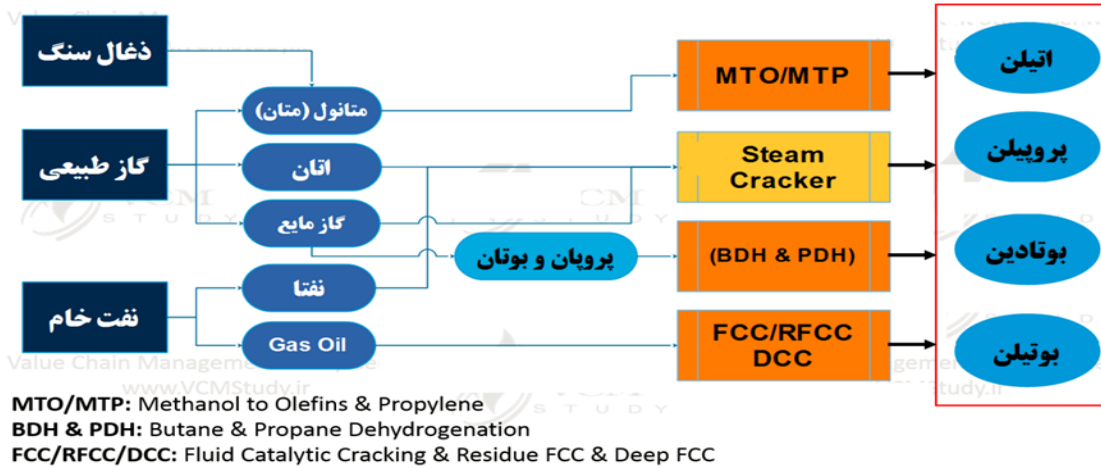 ذغال سنگ
گاز طبیعی
نفت خام
متانول (متان)
اتان
گاز مایع
نفتا
Gas Oil
پروپان و بوتان
MTO/MTP
Steam
Cracker
(BDH & PDH)
FCC/RFCC
DCC
اتیلن
پروپیلن
بوتادین
بوتیلن
Value Chain Management
www.VCMStudy.ir
VCM
STUDY
MTO/MTP: Methanol to Olefins & Propylene
BDH & PDH: Butane & Propane Dehydrogenation
FCC/RFCC/DCC: Fluid Catalytic Cracking & Residue FCC & Deep FCC